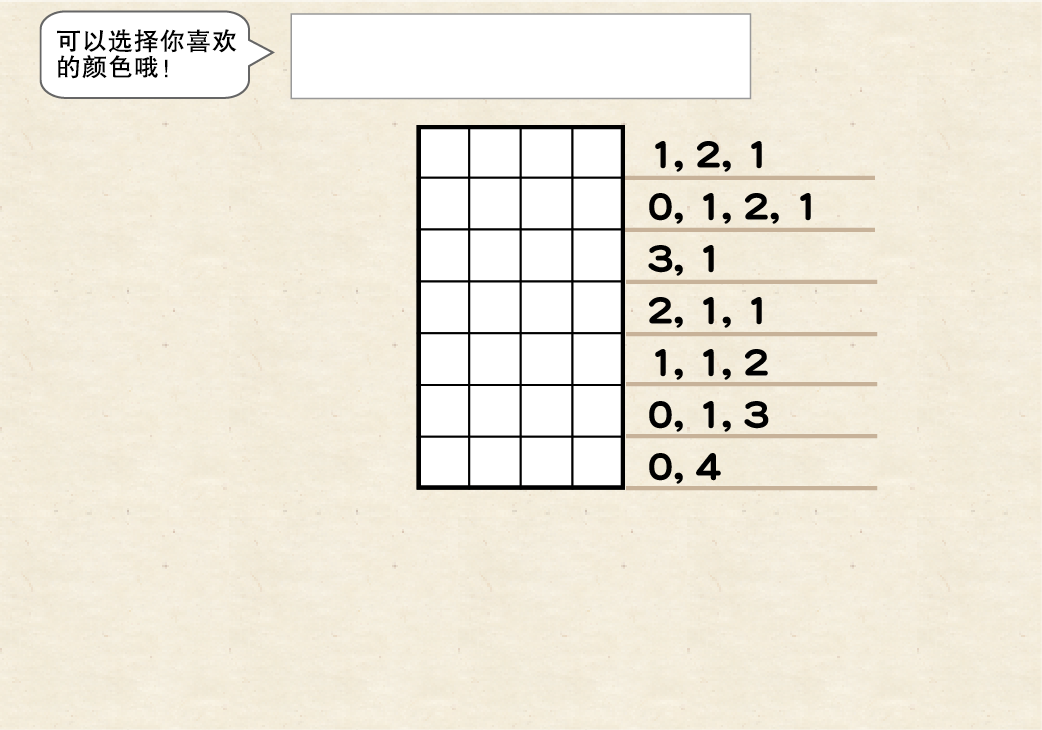 可以选择你喜欢
的颜色哦！
1, 2, 1
0, 1, 2, 1
3, 1
2, 1, 1
1, 1, 2
0, 1, 3
0, 4